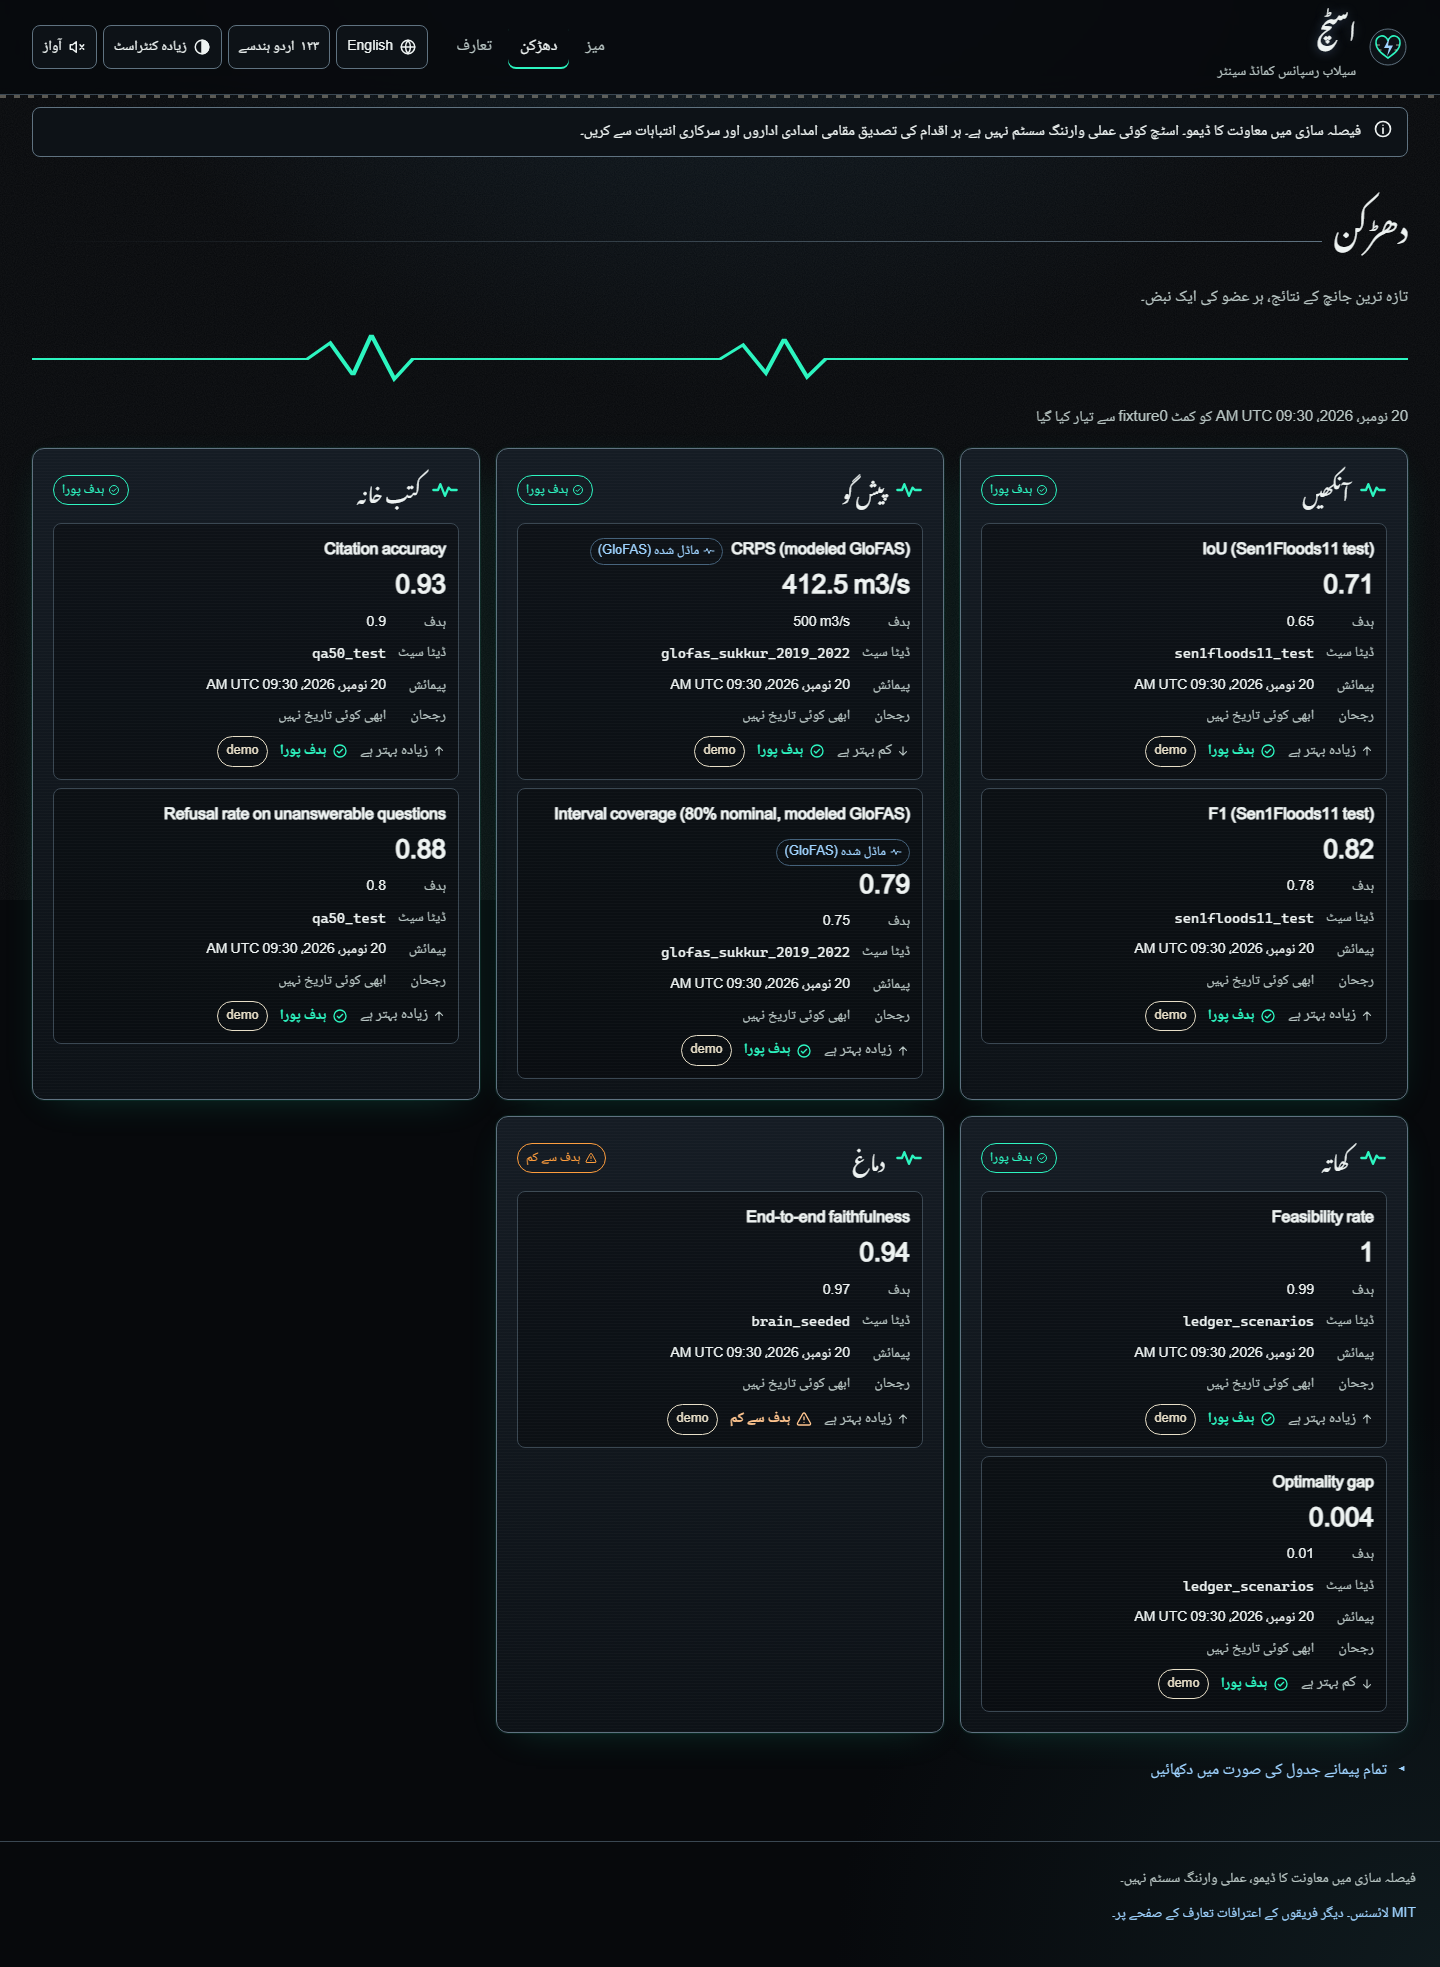 اسٹچ
سیلاب رسپانس کمانڈ سینٹر
میز
دھڑکن
تعارف
English
۱۲۳ اردو ہندسے
زیادہ کنٹراسٹ
آواز
فیصلہ سازی میں معاونت کا ڈیمو۔ اسٹچ کوئی عملی وارننگ سسٹم نہیں ہے۔ ہر اقدام کی تصدیق مقامی امدادی اداروں اور سرکاری انتباہات سے کریں۔
دھڑکن
تازہ ترین جانچ کے نتائج، ہر عضو کی ایک نبض۔
20 نومبر، 2026، 09:30 AM UTC کو کمٹ fixture0 سے تیار کیا گیا
آنکھیں
ہدف پورا
IoU (Sen1Floods11 test)
0.71
ہدف 0.65
ڈیٹا سیٹ sen1floods11_test
پیمائش 20 نومبر، 2026، 09:30 AM UTC
رجحان ابھی کوئی تاریخ نہیں
↑ زیادہ بہتر ہے ہدف پورا demo
F1 (Sen1Floods11 test)
0.82
ہدف 0.78
ڈیٹا سیٹ sen1floods11_test
پیمائش 20 نومبر، 2026، 09:30 AM UTC
رجحان ابھی کوئی تاریخ نہیں
↑ زیادہ بہتر ہے ہدف پورا demo
پیش گو
ہدف پورا
CRPS (modeled GloFAS) ماڈل شدہ (GloFAS)
412.5 m3/s
ہدف 500 m3/s
ڈیٹا سیٹ glofas_sukkur_2019_2022
پیمائش 20 نومبر، 2026، 09:30 AM UTC
رجحان ابھی کوئی تاریخ نہیں
↓ کم بہتر ہے ہدف پورا demo
Interval coverage (80% nominal, modeled GloFAS)
ماڈل شدہ (GloFAS)
0.79
ہدف 0.75
ڈیٹا سیٹ glofas_sukkur_2019_2022
پیمائش 20 نومبر، 2026، 09:30 AM UTC
رجحان ابھی کوئی تاریخ نہیں
↑ زیادہ بہتر ہے ہدف پورا demo
کتب خانہ
ہدف پورا
Citation accuracy
0.93
ہدف 0.9
ڈیٹا سیٹ qa50_test
پیمائش 20 نومبر، 2026، 09:30 AM UTC
رجحان ابھی کوئی تاریخ نہیں
↑ زیادہ بہتر ہے ہدف پورا demo
Refusal rate on unanswerable questions
0.88
ہدف 0.8
ڈیٹا سیٹ qa50_test
پیمائش 20 نومبر، 2026، 09:30 AM UTC
رجحان ابھی کوئی تاریخ نہیں
↑ زیادہ بہتر ہے ہدف پورا demo
کھاتہ
ہدف پورا
Feasibility rate
1
ہدف 0.99
ڈیٹا سیٹ ledger_scenarios
پیمائش 20 نومبر، 2026، 09:30 AM UTC
رجحان ابھی کوئی تاریخ نہیں
↑ زیادہ بہتر ہے ہدف پورا demo
Optimality gap
0.004
ہدف 0.01
ڈیٹا سیٹ ledger_scenarios
پیمائش 20 نومبر، 2026، 09:30 AM UTC
رجحان ابھی کوئی تاریخ نہیں
↓ کم بہتر ہے ہدف پورا demo
دماغ
ہدف سے کم
End-to-end faithfulness
0.94
ہدف 0.97
ڈیٹا سیٹ brain_seeded
پیمائش 20 نومبر، 2026، 09:30 AM UTC
رجحان ابھی کوئی تاریخ نہیں
↑ زیادہ بہتر ہے ہدف سے کم demo
تمام پیمانے جدول کی صورت میں دکھائیں
فیصلہ سازی میں معاونت کا ڈیمو، عملی وارننگ سسٹم نہیں۔
MIT لائسنس۔ دیگر فریقوں کے اعترافات تعارف کے صفحے پر۔